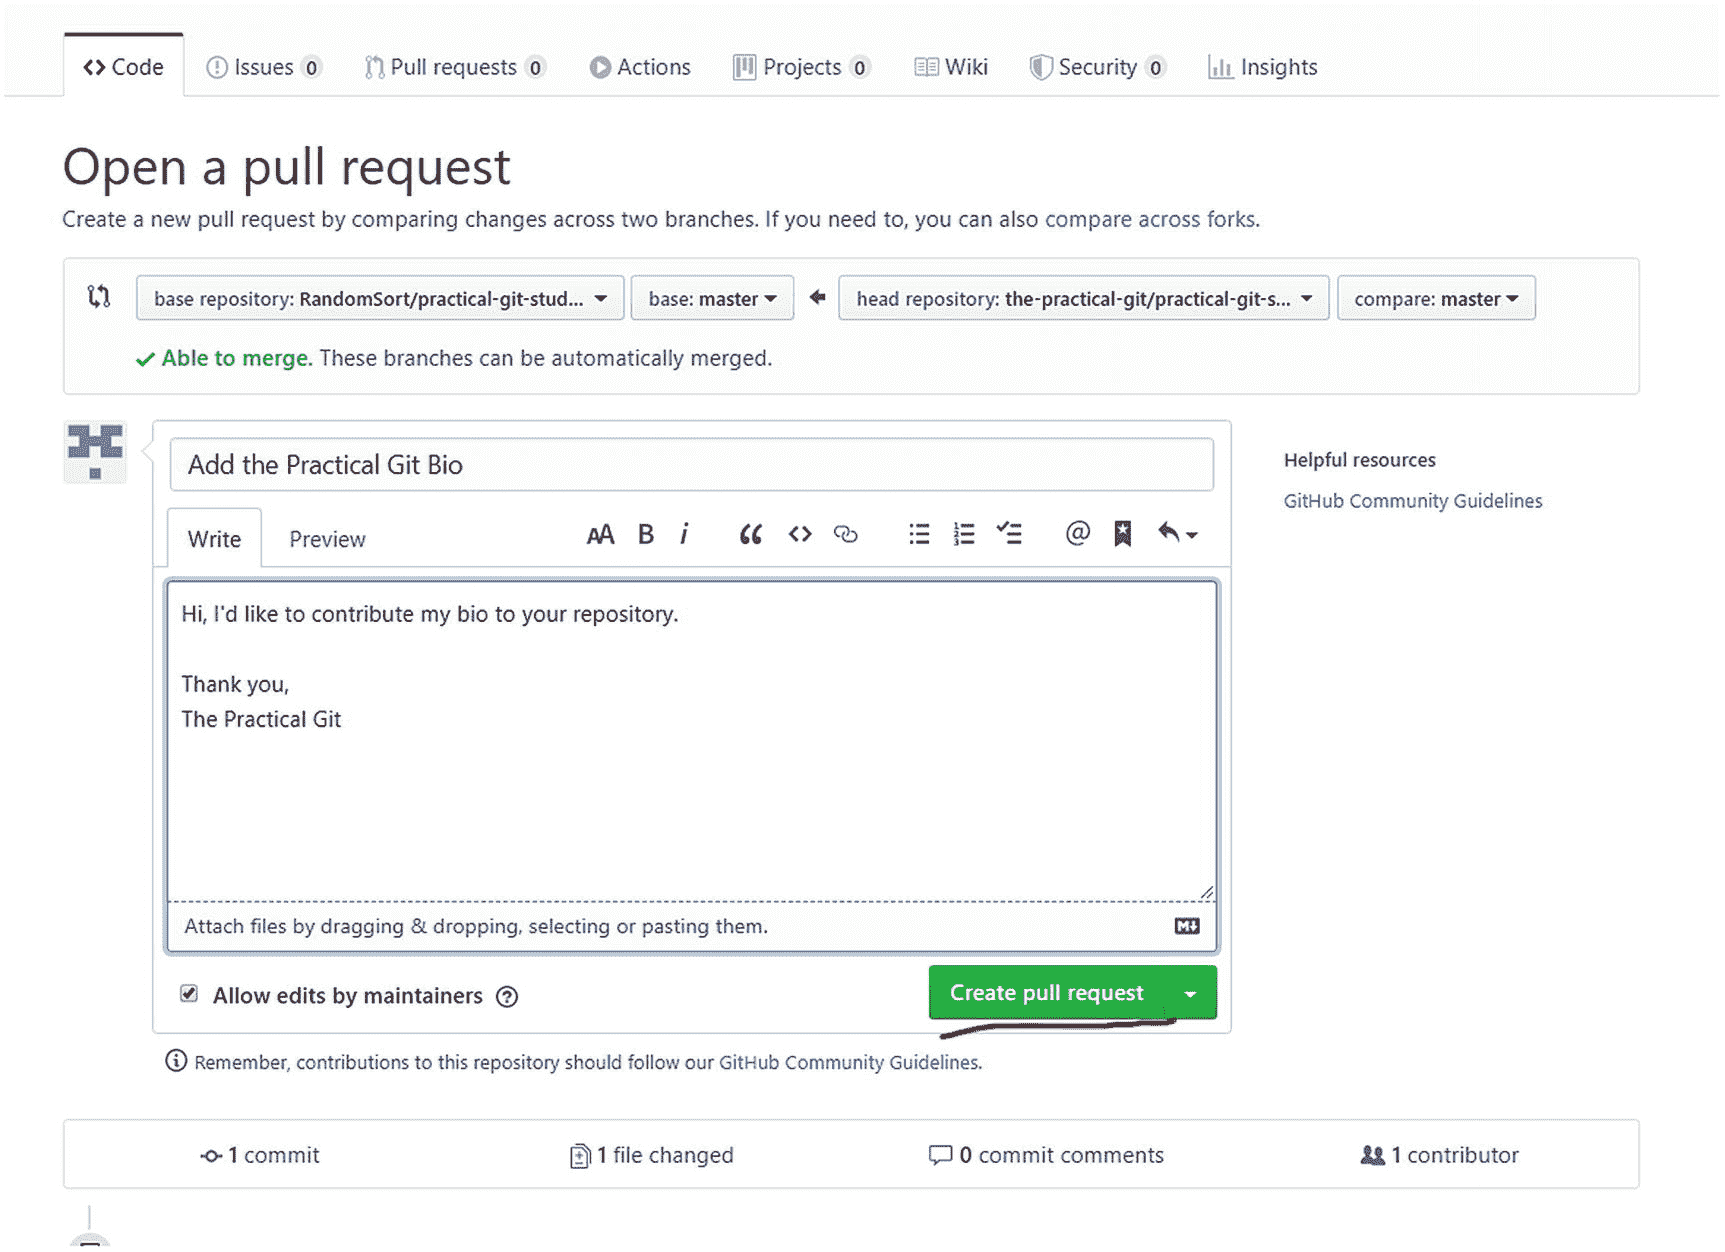 Code Issues 0 Pull requests 0 Actions Projects 0 Wiki Security 0 Insights
Open a pull request
Create a new pull request by comparing changes across two branches. If you need to, you can also compare across forks.
base repository: RandomSort/practical-git-stud... base: master head repository: the-practical-git/practical-git-s... compare: master
Able to merge. These branches can be automatically merged.
Add the Practical Git Bio
Helpful resources
GitHub Community Guidelines
Write Preview AA B i @
Hi, I'd like to contribute my bio to your repository.
Thank you,
The Practical Git
Attach files by dragging & dropping, selecting or pasting them. M
Allow edits by maintainers ? Create pull request
Remember, contributions to this repository should follow our GitHub Community Guidelines.
1 commit 1 file changed 0 commit comments 1 contributor